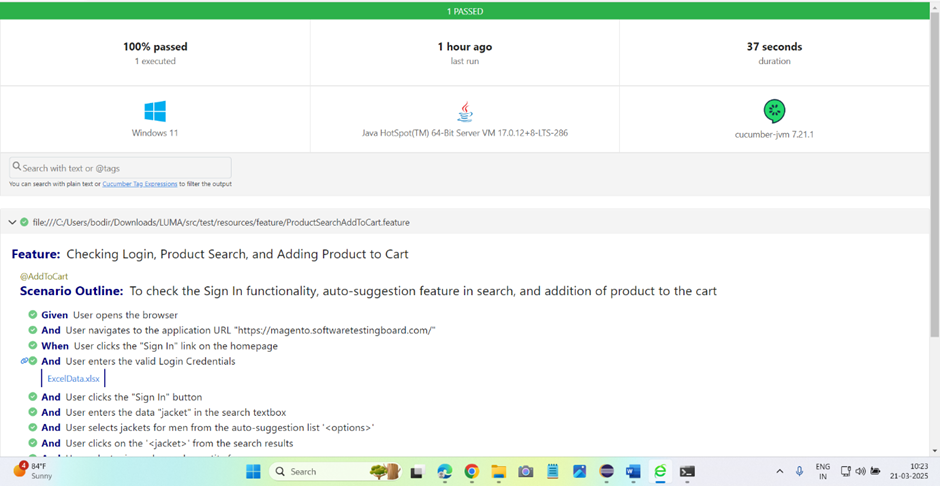 1 PASSED
100% passed
1 executed
1 hour ago
last run
37 seconds
duration
Windows 11
Java HotSpot(TM) 64-Bit Server VM 17.0.12+8-LTS-286
cucumber-jvm 7.21.1
Search with text or @tags
You can search with plain text or Cucumber Tag Expressions to filter the output
file:///C:/Users/bodir/Downloads/LUMA/src/test/resources/feature/ProductSearchAddToCart.feature
Feature: Checking Login, Product Search, and Adding Product to Cart
@AddToCart
Scenario Outline: To check the Sign In functionality, auto-suggestion feature in search, and addition of product to the cart
Given User opens the browser
And User navigates to the application URL "https://magento.softwaretestingboard.com/"
When User clicks the "Sign In" link on the homepage
And User enters the valid Login Credentials
ExcelData.xlsx
And User clicks the "Sign In" button
And User enters the data "jacket" in the search textbox
And User selects jackets for men from the auto-suggestion list '<options>'
And User clicks on the '<jacket>' from the search results
4
84°F
Sunny
Search
ENG
IN
10:23
21-03-2025